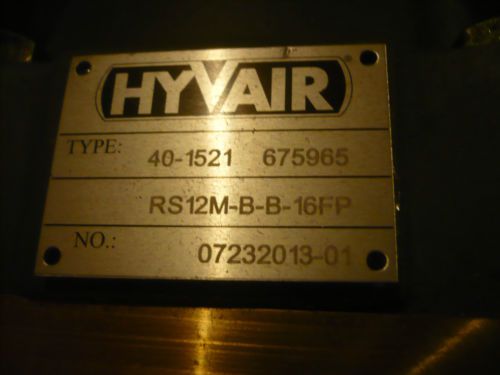 HYVAIR®
TYPE: 40-1521 675965
RS12M-B-B-16FP
NO.: 07232013-01